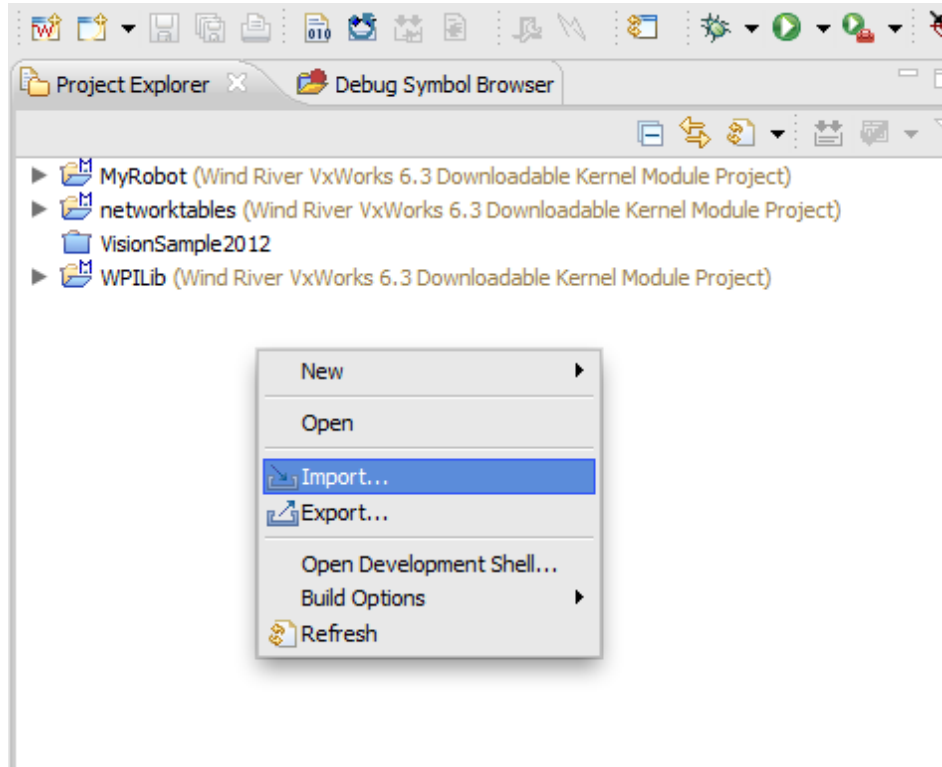 010
Project Explorer Debug Symbol Browser
MyRobot (Wind River VxWorks 6.3 Downloadable Kernel Module Project)
networktables (Wind River VxWorks 6.3 Downloadable Kernel Module Project)
VisionSample2012
WPILib (Wind River VxWorks 6.3 Downloadable Kernel Module Project)
New
Open
Import...
Export...
Open Development Shell...
Build Options
Refresh